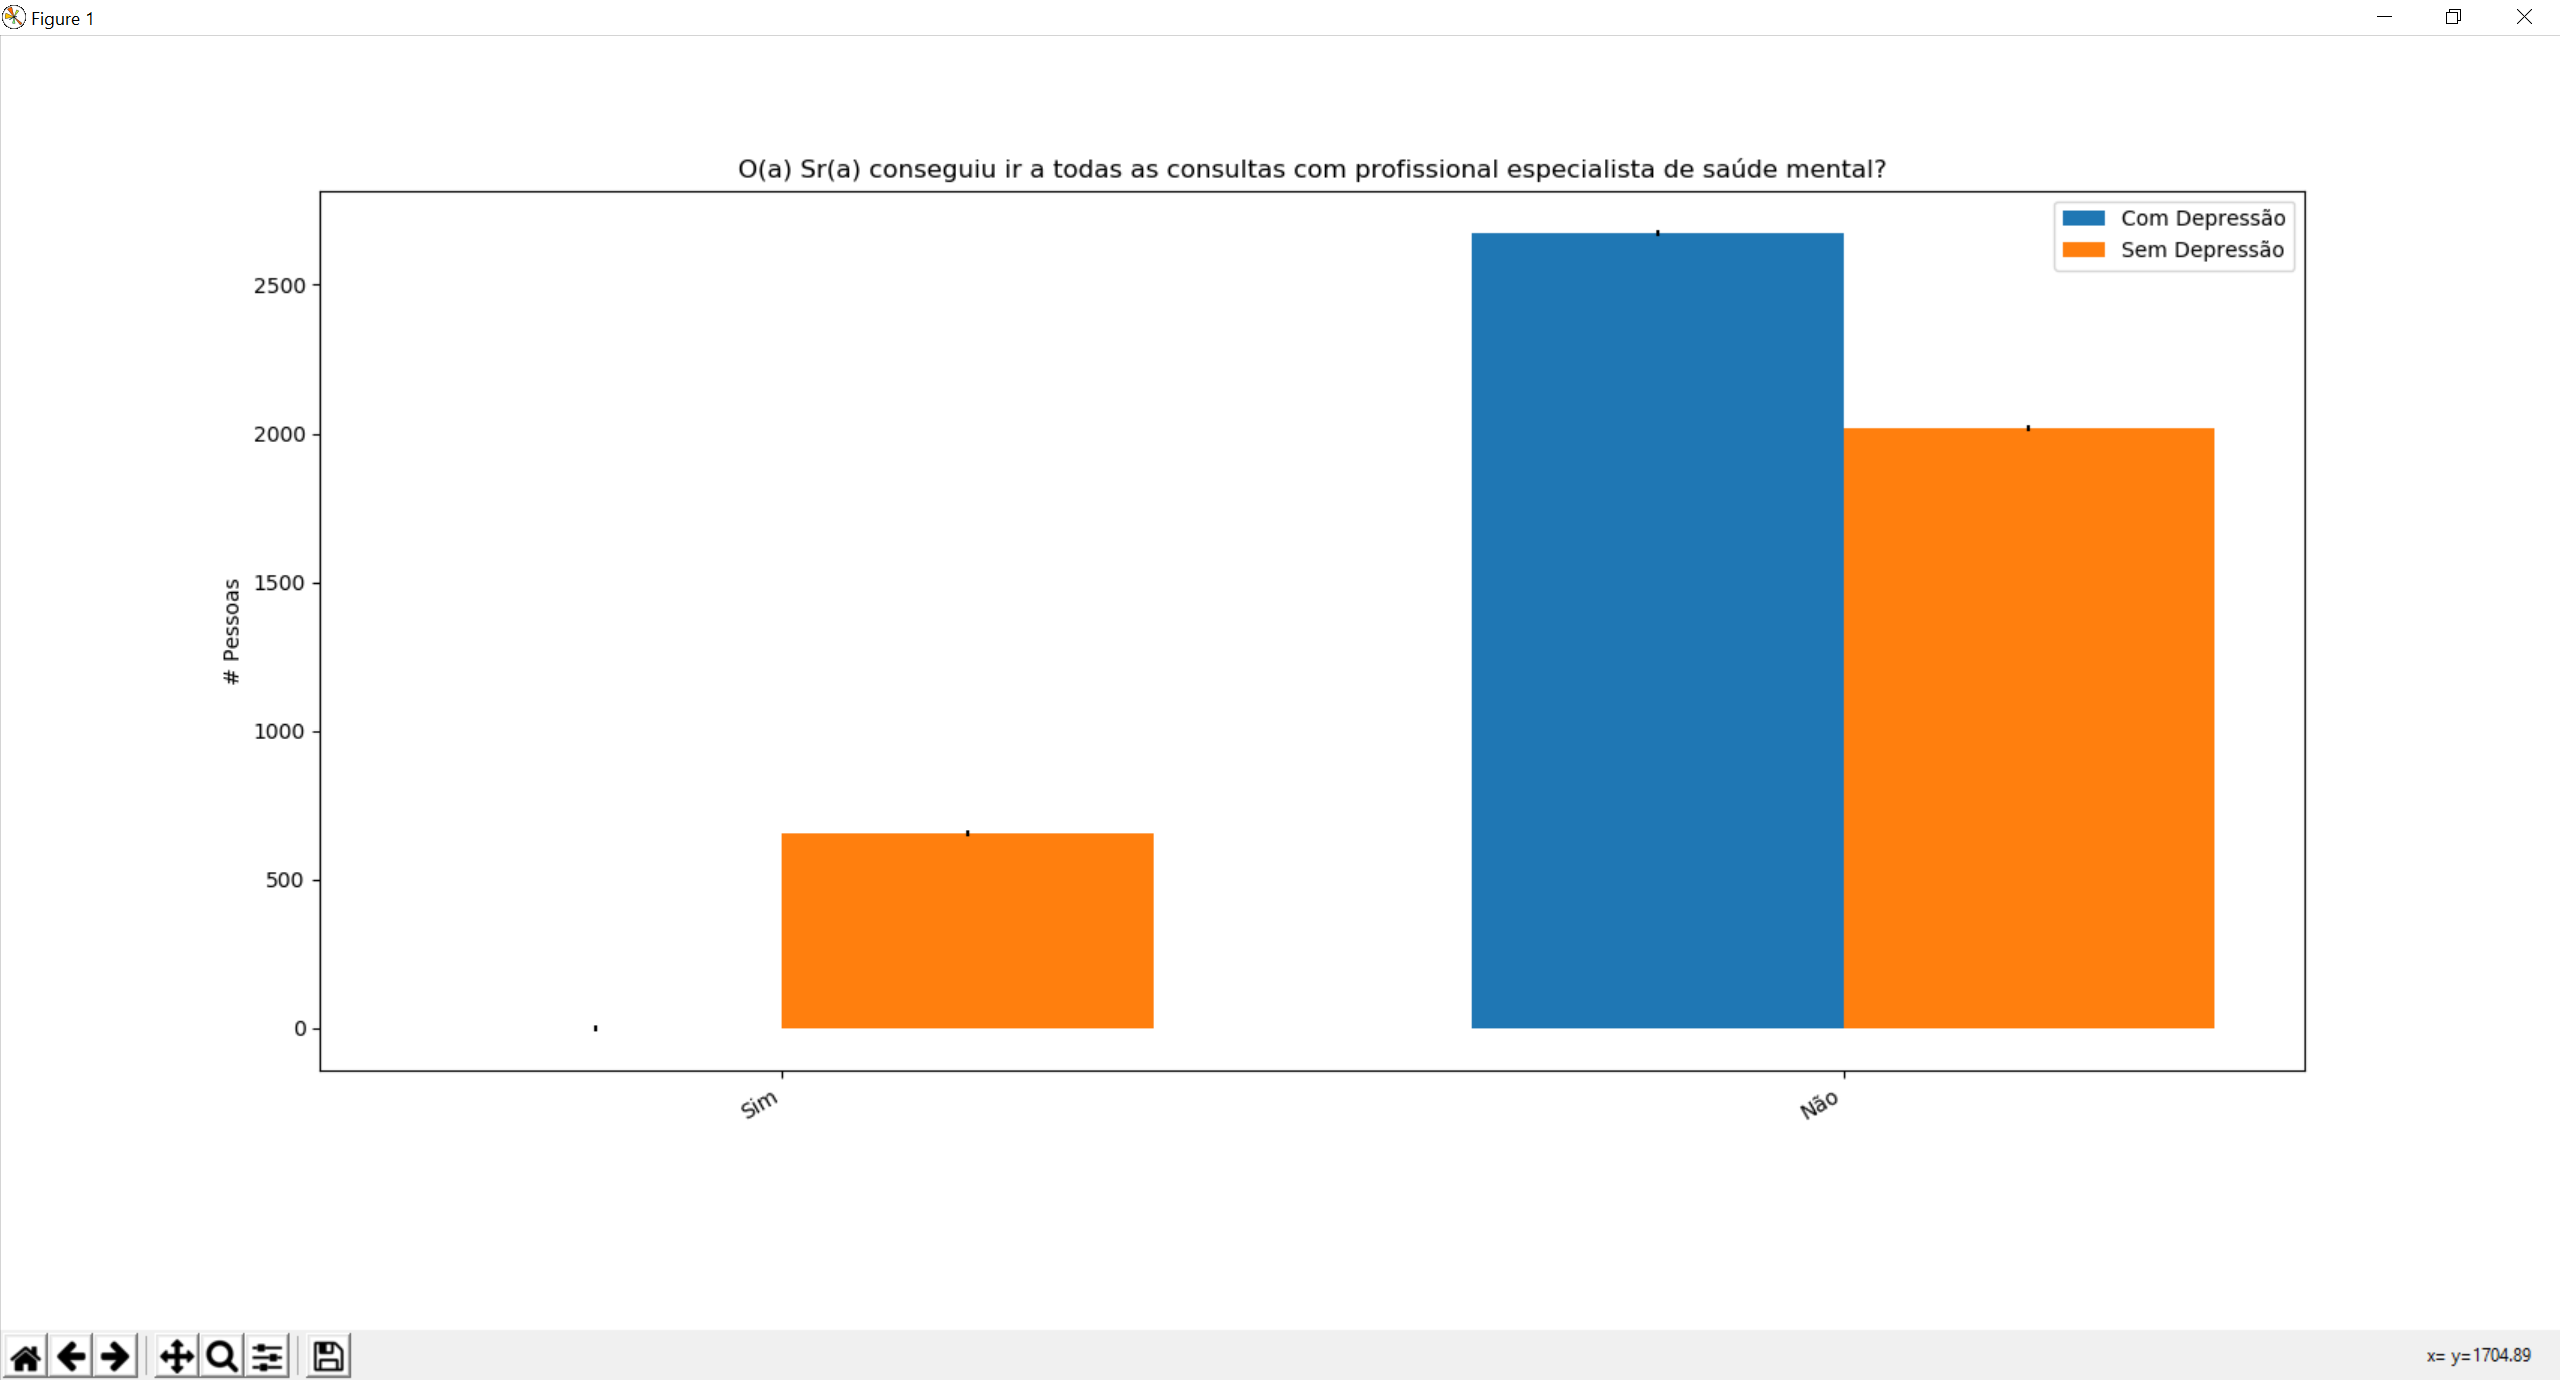 Figure 1
O(a) Sr(a) conseguiu ir a todas as consultas com profissional especialista de saúde mental?
Com Depressão
Sem Depressão
# Pessoas
2500
2000
1500
1000
500
0
Sim
Não
x= y=1704.89